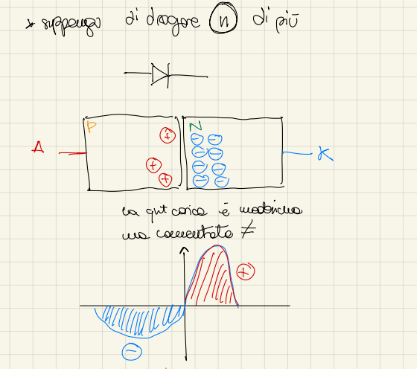 * suppongo di drogare n di più
P N
A K
la qnt carica è medesima
ma concentrata ≠
+
-